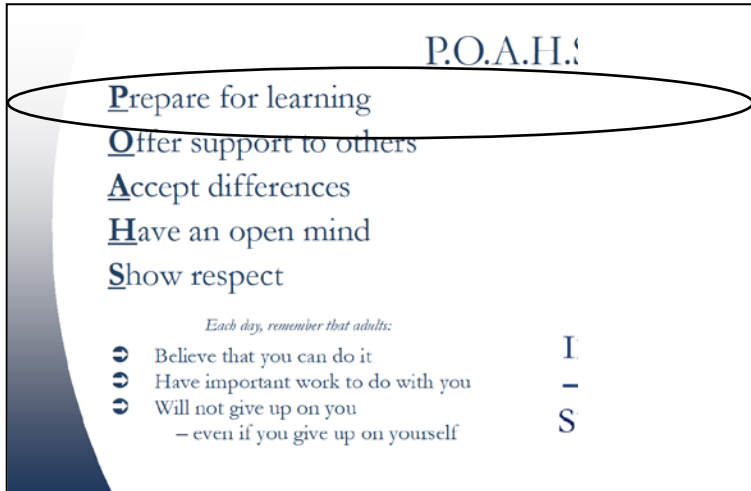 P.O.A.H.
Prepare for learning
Offer support to others
Accept differences
Have an open mind
Show respect
Each day, remember that adults:
Believe that you can do it
Have important work to do with you
Will not give up on you
– even if you give up on yourself